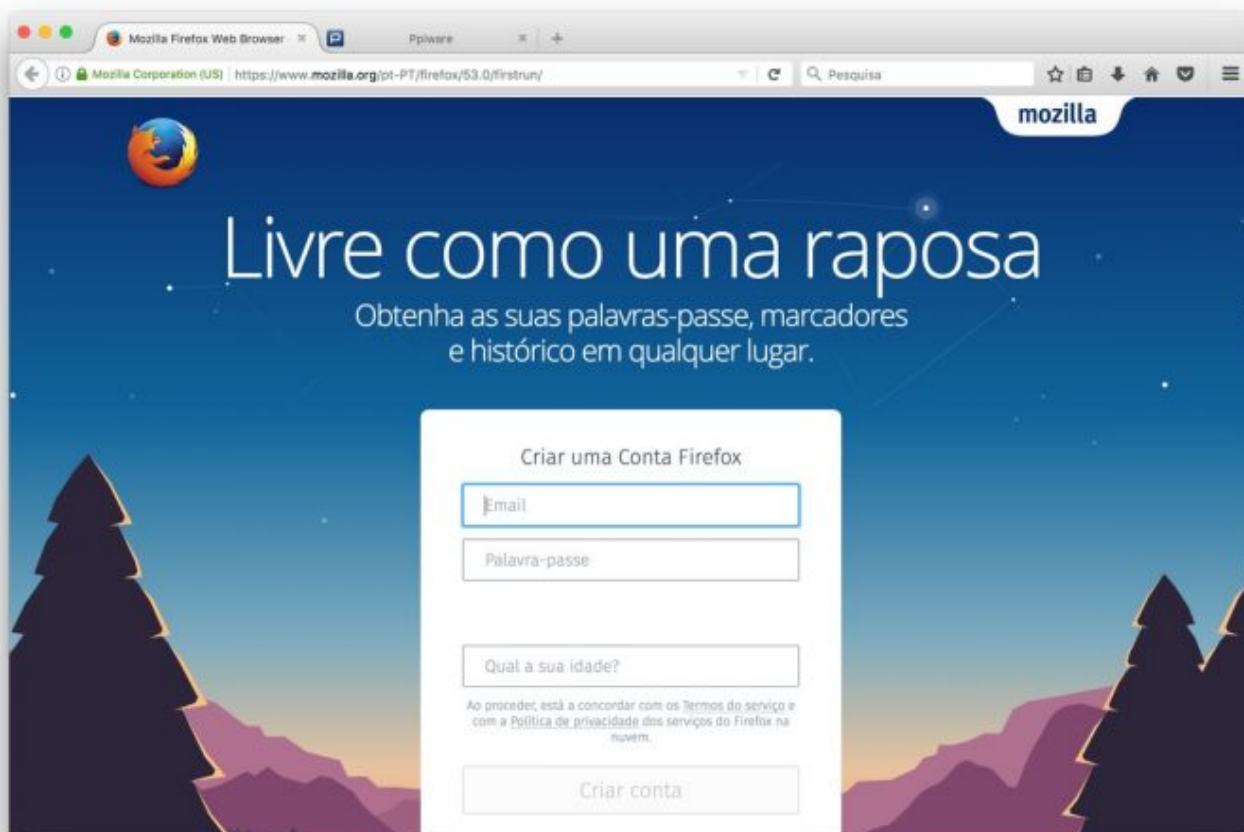 Mozilla Firefox Web Browser
Pplware
Mozilla Corporation (US) https://www.mozilla.org/pt-PT/firefox/53.0/firstrun/
Pesquisa
mozilla
Livre como uma raposa
Obtenha as suas palavras-passe, marcadores
e histórico em qualquer lugar.
Criar uma Conta Firefox
Email
Palavra-passe
Qual a sua idade?
Ao proceder, está a concordar com os Termos do serviço e
com a Política de privacidade dos serviços do Firefox na
nuvem.
Criar conta